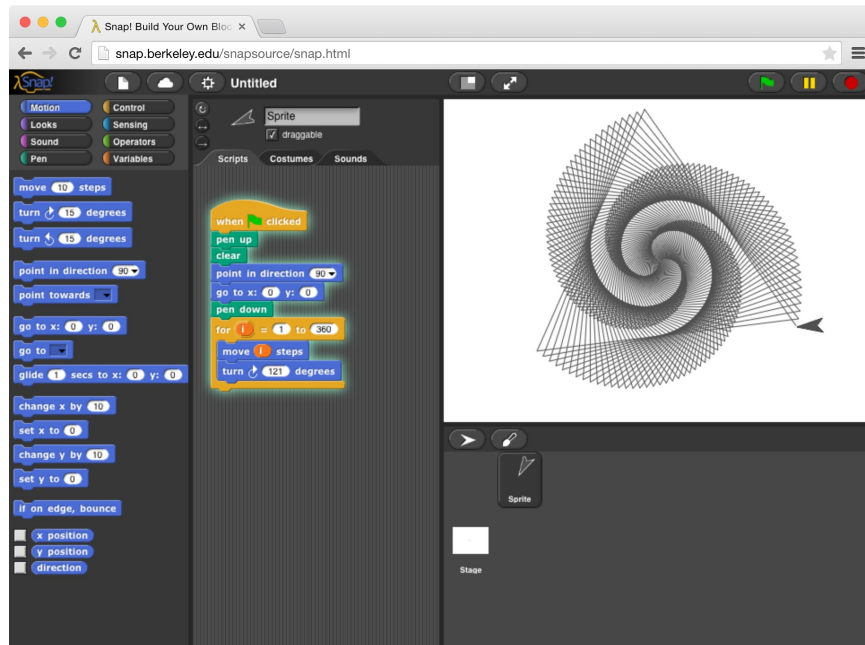 Snap! Build Your Own Bloc
snap.berkeley.edu/snapsource/snap.html
Snap!
Untitled
Motion
Control
Looks
Sensing
Sound
Operators
Pen
Variables
move 10 steps
turn 15 degrees
turn 15 degrees
point in direction 90
point towards
go to x: 0 y: 0
go to
glide 1 secs to x: 0 y: 0
change x by 10
set x to 0
change y by 10
set y to 0
if on edge, bounce
x position
y position
direction
Sprite
draggable
Scripts Costumes Sounds
when clicked
pen up
clear
point in direction 90
go to x: 0 y: 0
pen down
for i = 1 to 360
move i steps
turn 121 degrees
Sprite
Stage